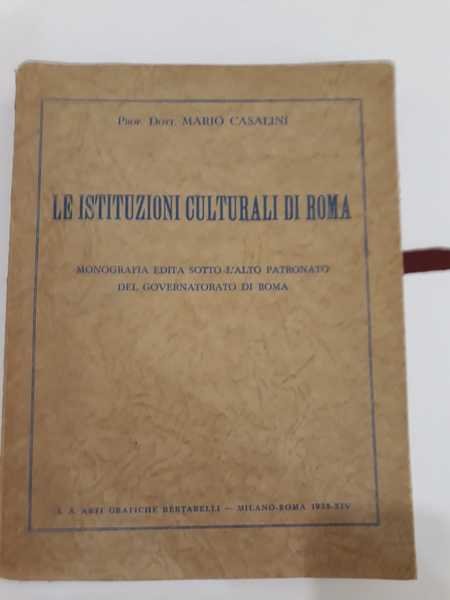 Prof. Dott. MARIO CASALINI
LE ISTITUZIONI CULTURALI DI ROMA
MONOGRAFIA EDITA SOTTO L'ALTO PATRONATO
DEL GOVERNATORATO DI ROMA
S. A. ARTI GRAFICHE BERTARELLI — MILANO-ROMA 1935-XIV